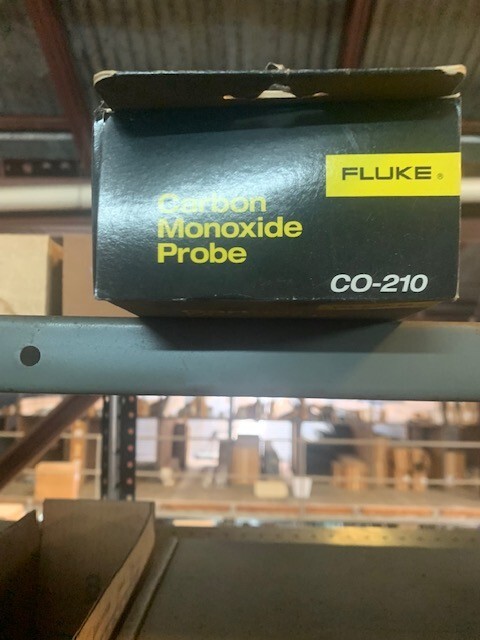 FLUKE®
Carbon
Monoxide
Probe
CO-210